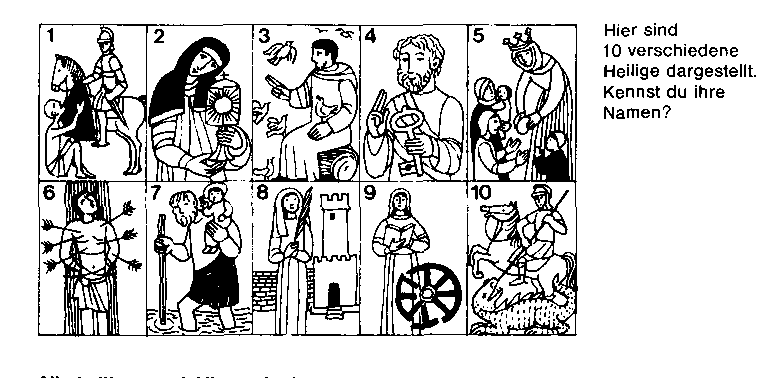 1 2 3 4 5
6 7 8 9 10
Hier sind
10 verschiedene
Heilige dargestellt.
Kennst du ihre
Namen?